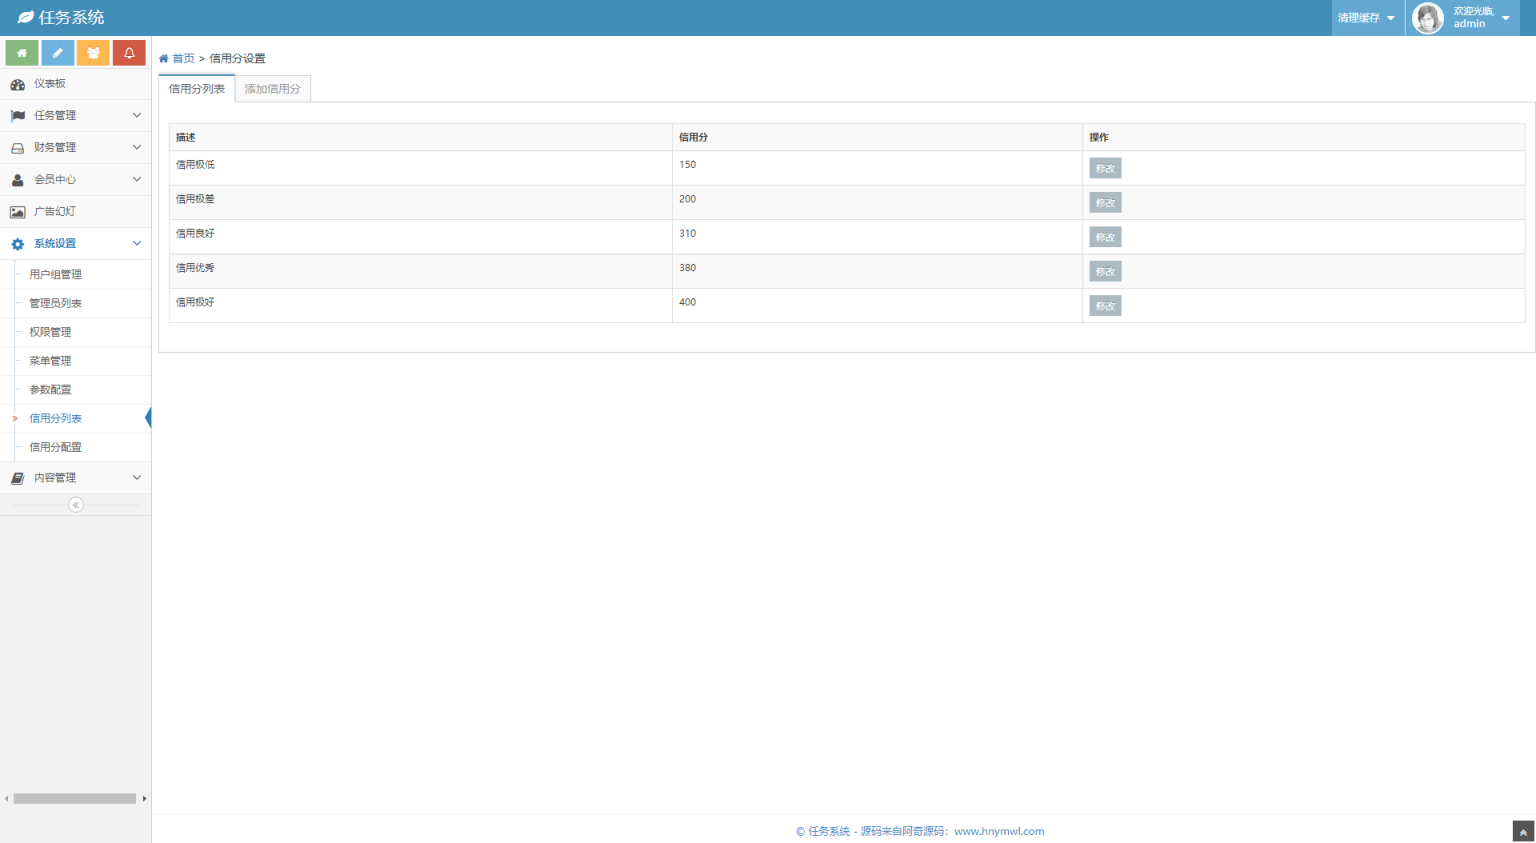 任务系统
清理缓存
欢迎光临,
admin
首页 > 信用分设置
仪表板
任务管理
财务管理
会员中心
广告幻灯
系统设置
用户组管理
管理员列表
权限管理
菜单管理
参数配置
信用分列表
信用分配置
内容管理
信用分列表 添加信用分
描述 信用分 操作
信用极低 150 修改
信用极差 200 修改
信用良好 310 修改
信用优秀 380 修改
信用极好 400 修改
© 任务系统 - 源码来自阿奇源码：www.hnymwl.com